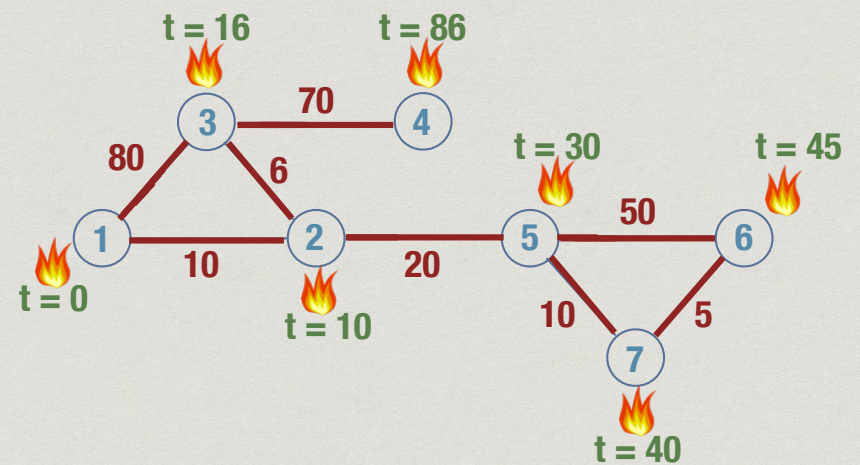 t = 16
t = 86
3
70
4
80
6
t = 30
t = 45
1
10
2
20
5
50
6
t = 0
t = 10
10
5
7
t = 40